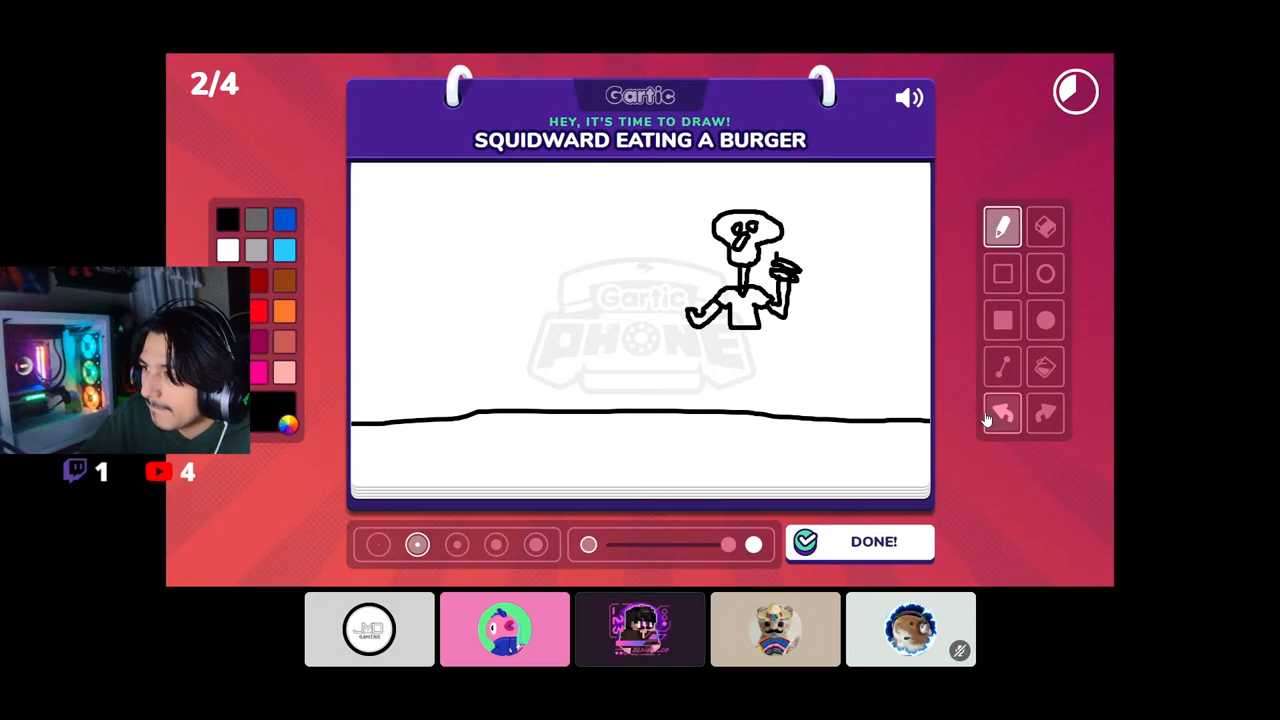 2/4
Gartic
HEY, IT'S TIME TO DRAW!
SQUIDWARD EATING A BURGER
Gartic
PHONE
1
4
DONE!